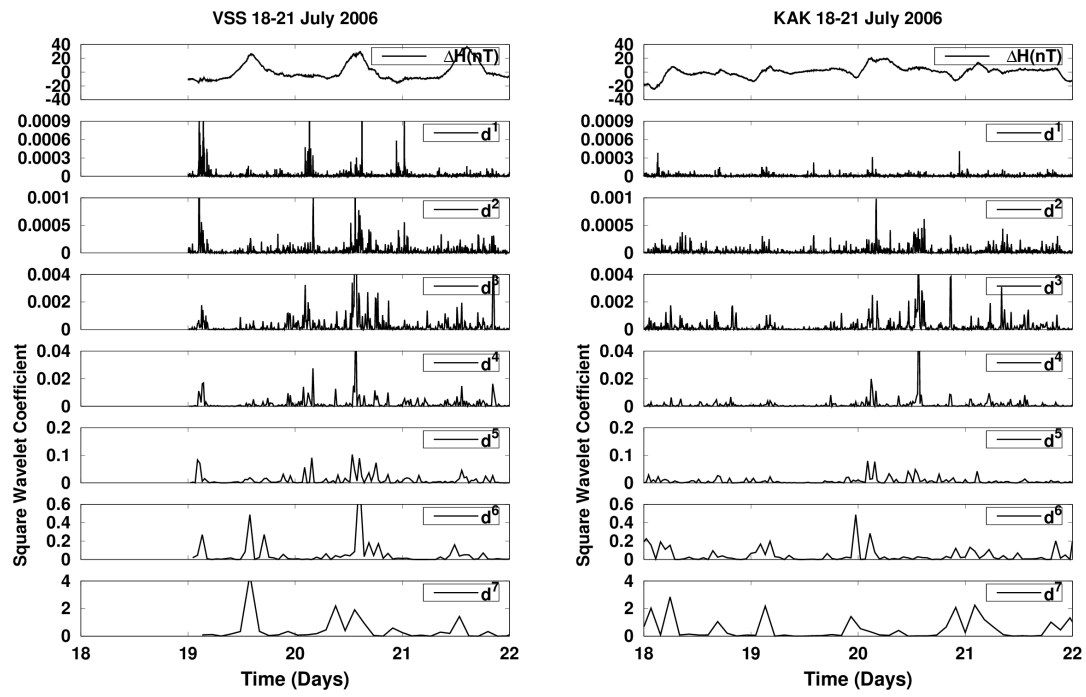 VSS 18-21 July 2006
40
20
0
-20
-40
ΔH(nT)
0.0009
0.0006
0.0003
0
d1
0.001
0.0005
0
d2
0.004
0.002
0
d3
0.04
0.02
0
d4
0.2
0.1
0
d5
0.6
0.4
0.2
0
d6
4
2
0
d7
18 19 20 21 22
Time (Days)
Square Wavelet Coefficient
KAK 18-21 July 2006
40
20
0
-20
-40
ΔH(nT)
0.0009
0.0006
0.0003
0
d1
0.001
0.0005
0
d2
0.004
0.002
0
d3
0.04
0.02
0
d4
0.2
0.1
0
d5
0.6
0.4
0.2
0
d6
4
2
0
d7
18 19 20 21 22
Time (Days)
Square Wavelet Coefficient